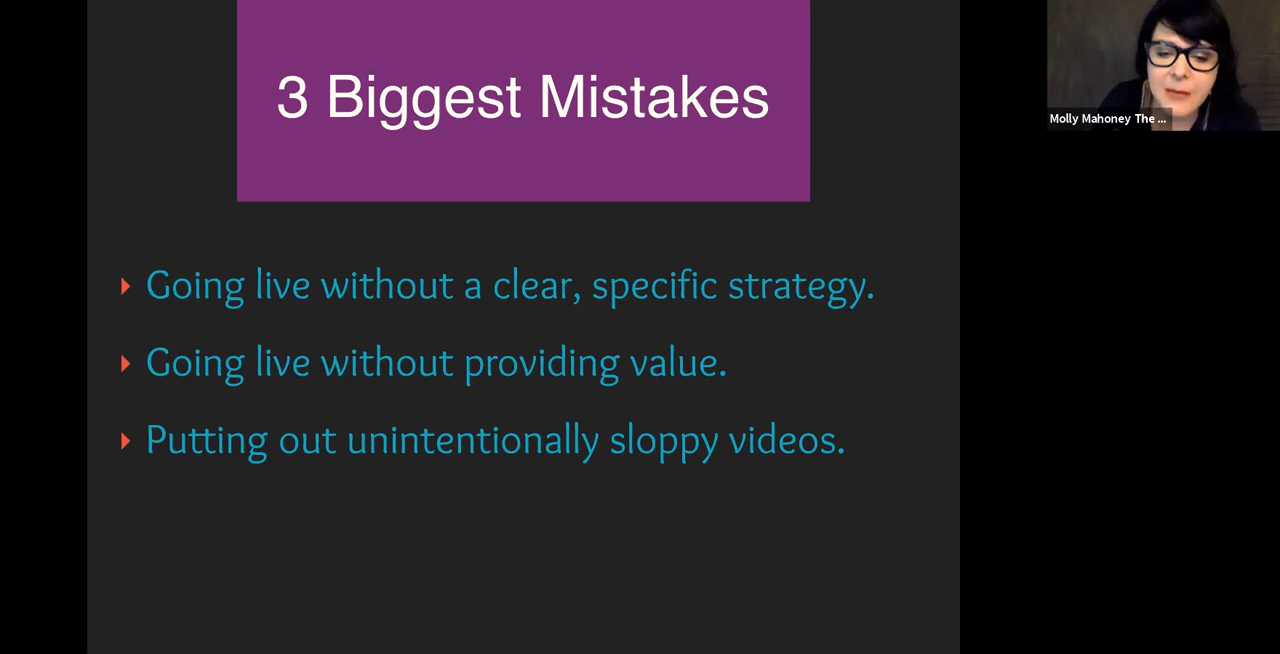 3 Biggest Mistakes
Going live without a clear, specific strategy.
Going live without providing value.
Putting out unintentionally sloppy videos.
Molly Mahoney The ...